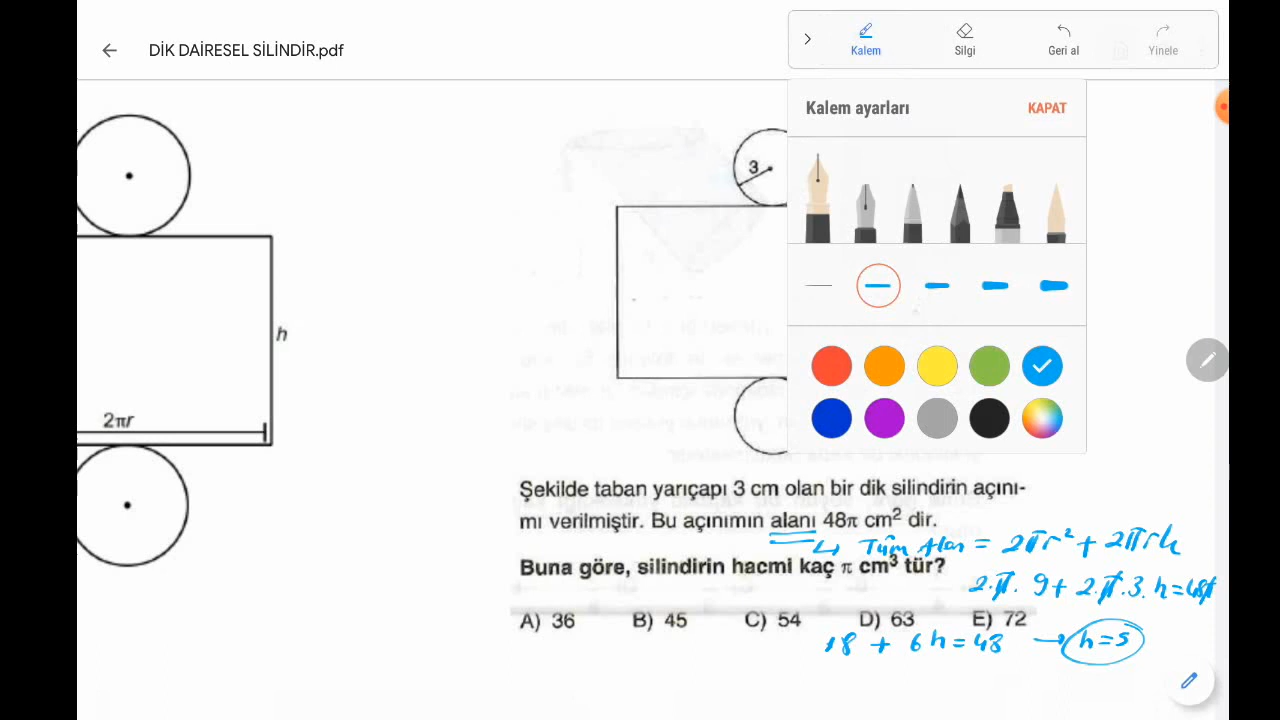 DİK DAİRESEL SİLİNDİR.pdf
Kalem
Silgi
Geri al
Yinele
Kalem ayarları
KAPAT
3
h
2πr
Şekilde taban yarıçapı 3 cm olan bir dik silindirin açını-
mı verilmiştir. Bu açınımın alanı 48π cm² dir.
↳ Tüm Alan = 2πr² + 2πrh
Buna göre, silindirin hacmi kaç π cm³ tür?
2.π. 9 + 2.π.3.h = 48π
A) 36 B) 45 C) 54 D) 63 E) 72
18 + 6h = 48 → h = 5